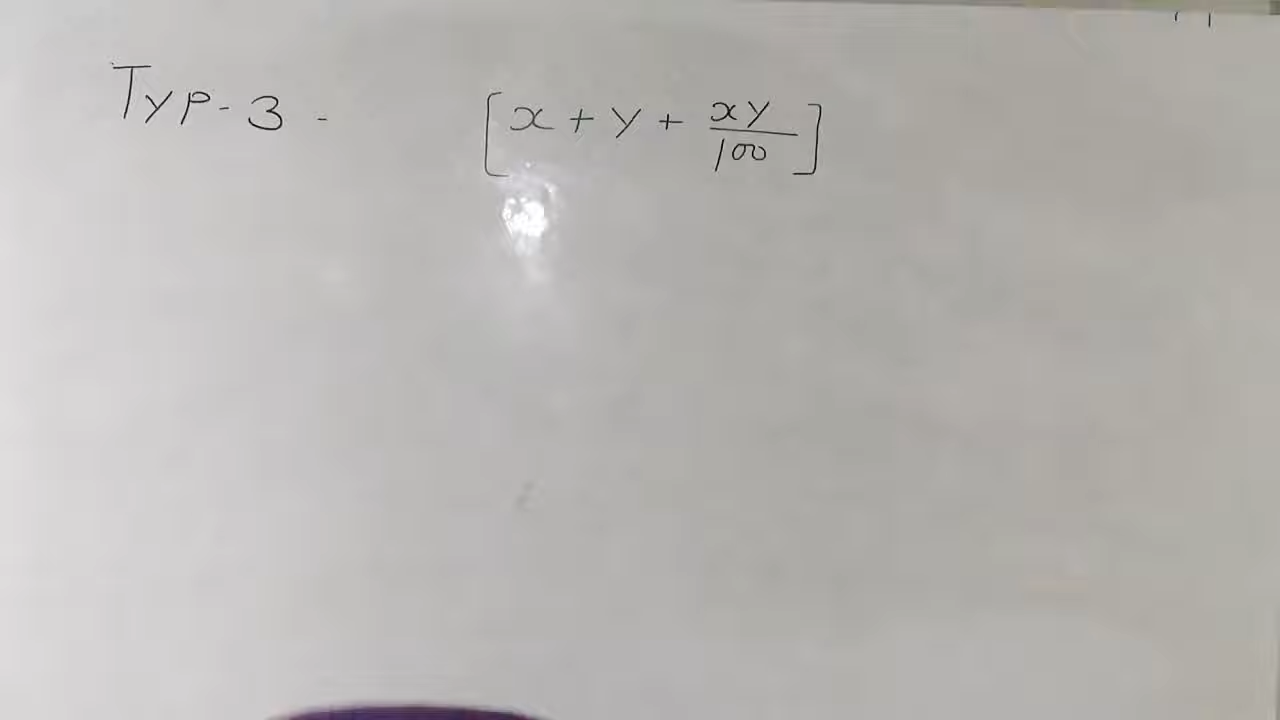 Typ-3 - [x + y + xy/100]